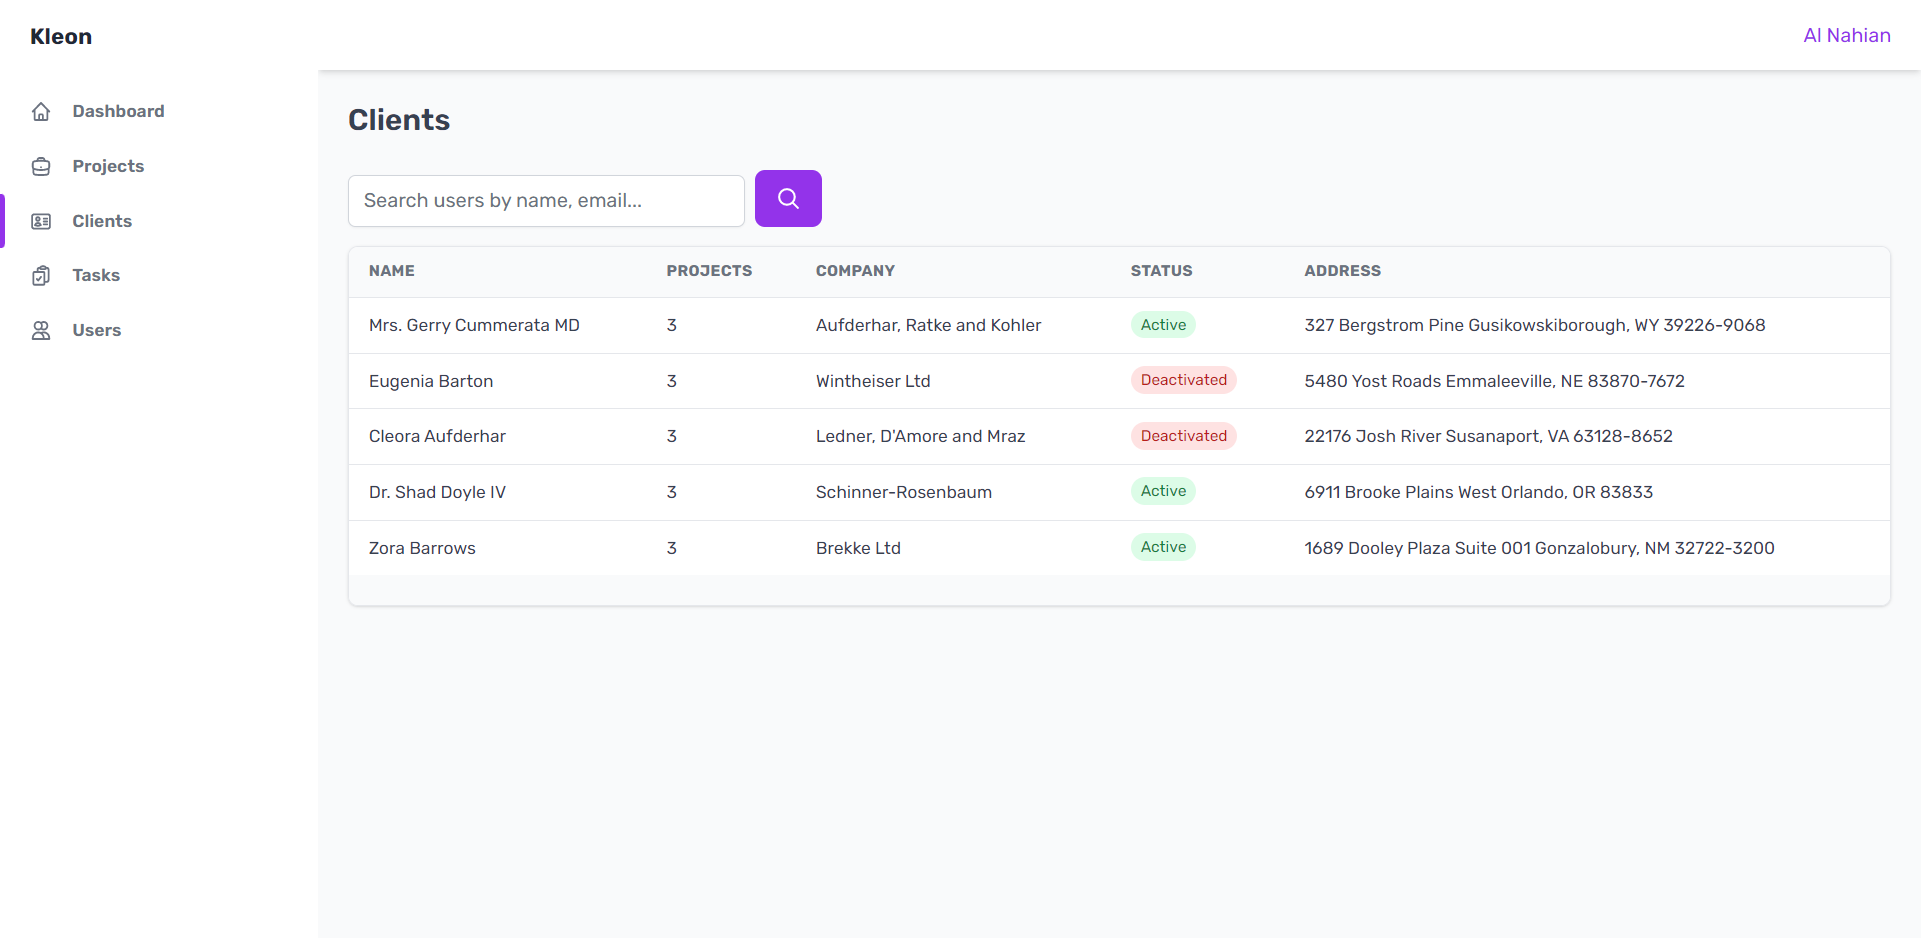 Kleon
Al Nahian
Dashboard
Projects
Clients
Tasks
Users
Clients
Search users by name, email...
NAME PROJECTS COMPANY STATUS ADDRESS
Mrs. Gerry Cummerata MD 3 Aufderhar, Ratke and Kohler Active 327 Bergstrom Pine Gusikowskiborough, WY 39226-9068
Eugenia Barton 3 Wintheiser Ltd Deactivated 5480 Yost Roads Emmaleeville, NE 83870-7672
Cleora Aufderhar 3 Ledner, D'Amore and Mraz Deactivated 22176 Josh River Susanaport, VA 63128-8652
Dr. Shad Doyle IV 3 Schinner-Rosenbaum Active 6911 Brooke Plains West Orlando, OR 83833
Zora Barrows 3 Brekke Ltd Active 1689 Dooley Plaza Suite 001 Gonzalobury, NM 32722-3200